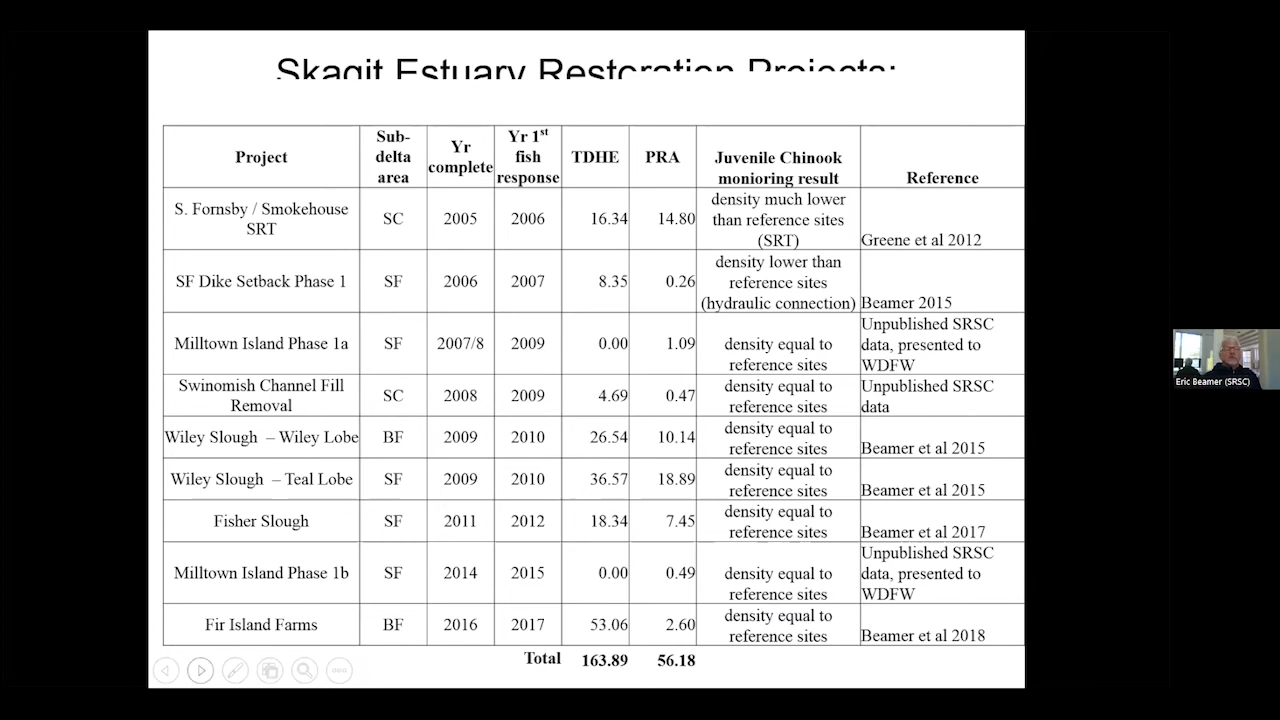 Skagit Estuary Restoration Projects:
Project
Sub-
delta
area
Yr
complete
Yr 1st
fish
response
TDHE
PRA
Juvenile Chinook
monioring result
Reference
S. Fornsby / Smokehouse
SRT
SC
2005
2006
16.34
14.80
density much lower
than reference sites
(SRT)
Greene et al 2012
SF Dike Setback Phase 1
SF
2006
2007
8.35
0.26
density lower than
reference sites
(hydraulic connection)
Beamer 2015
Milltown Island Phase 1a
SF
2007/8
2009
0.00
1.09
density equal to
reference sites
Unpublished SRSC
data, presented to
WDFW
Swinomish Channel Fill
Removal
SC
2008
2009
4.69
0.47
density equal to
reference sites
Unpublished SRSC
data
Wiley Slough – Wiley Lobe
BF
2009
2010
26.54
10.14
density equal to
reference sites
Beamer et al 2015
Wiley Slough – Teal Lobe
SF
2009
2010
36.57
18.89
density equal to
reference sites
Beamer et al 2015
Fisher Slough
SF
2011
2012
18.34
7.45
density equal to
reference sites
Beamer et al 2017
Milltown Island Phase 1b
SF
2014
2015
0.00
0.49
density equal to
reference sites
Unpublished SRSC
data, presented to
WDFW
Fir Island Farms
BF
2016
2017
53.06
2.60
density equal to
reference sites
Beamer et al 2018
Total
163.89
56.18
Eric Beamer (SRSC)